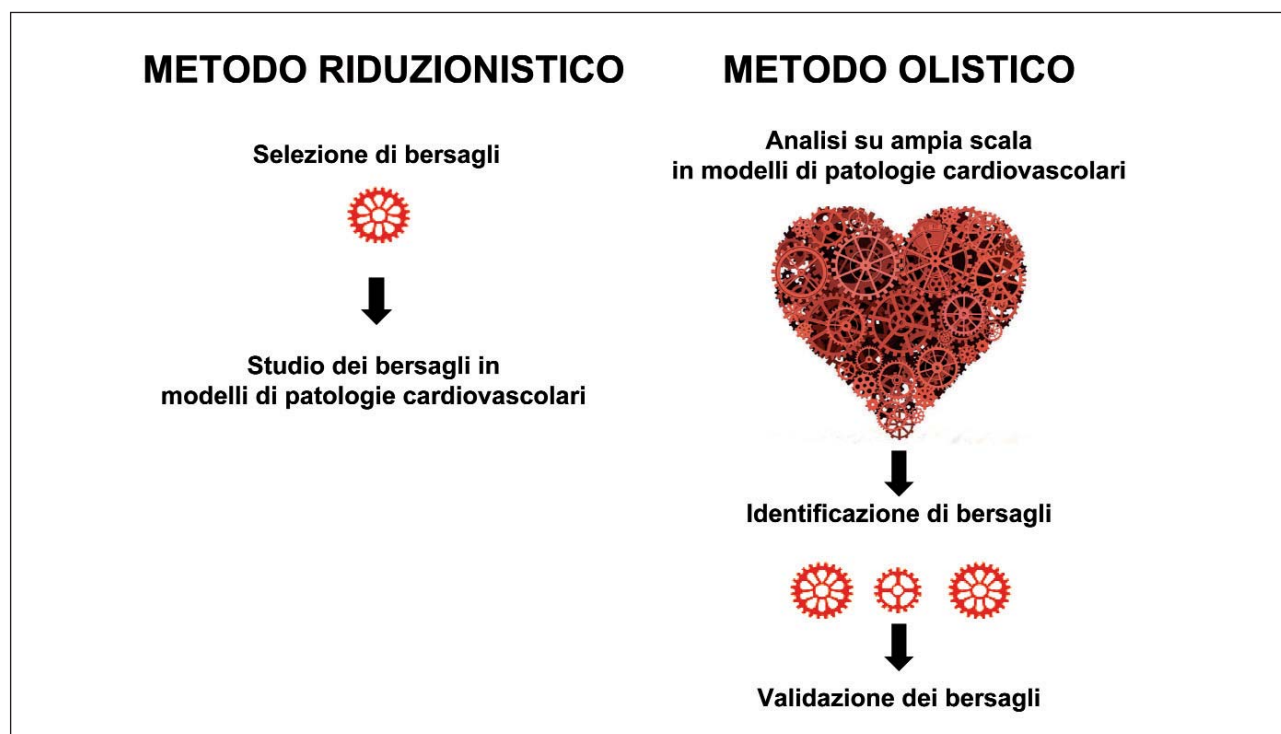 METODO RIDUZIONISTICO
Selezione di bersagli
Studio dei bersagli in
modelli di patologie cardiovascolari
METODO OLISTICO
Analisi su ampia scala
in modelli di patologie cardiovascolari
Identificazione di bersagli
Validazione dei bersagli